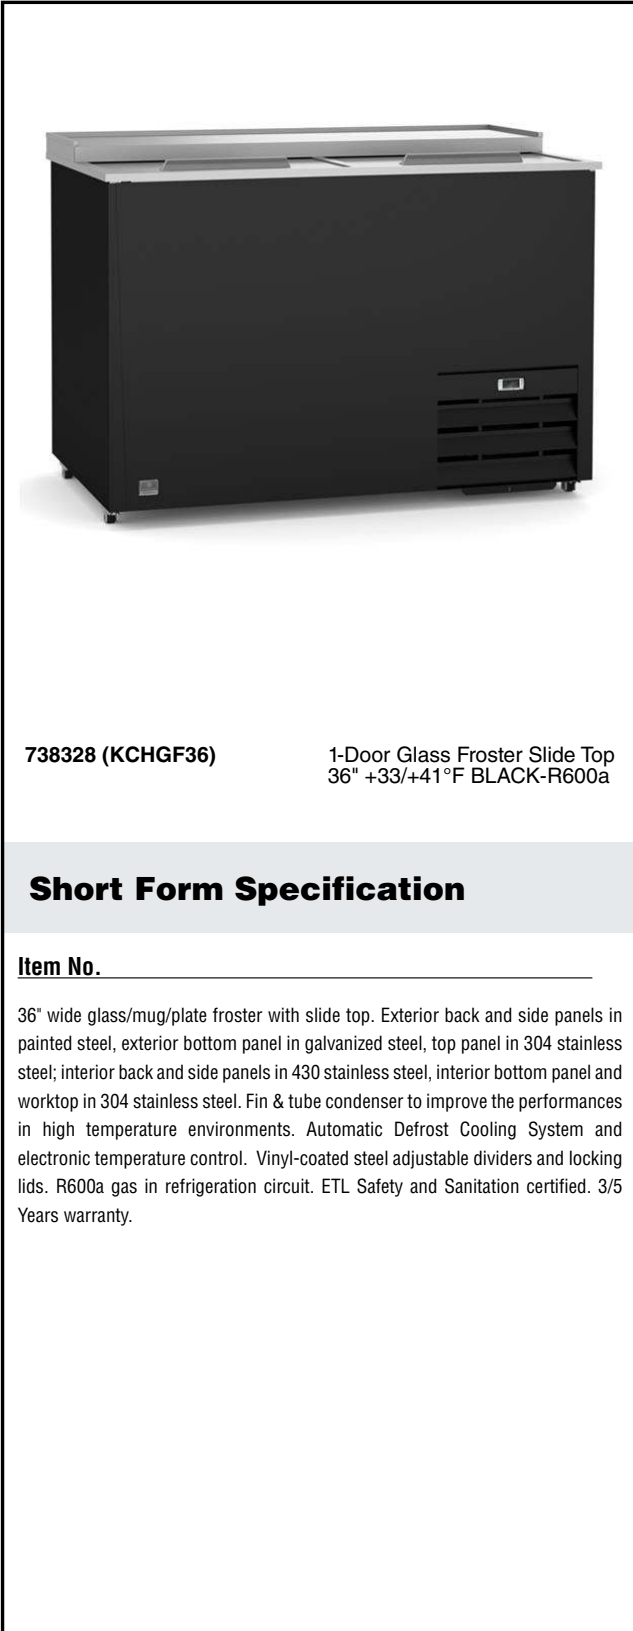 738328 (KCHGF36)
1-Door Glass Froster Slide Top
36" +33/+41°F BLACK-R600a
Short Form Specification
Item No.
36" wide glass/mug/plate froster with slide top. Exterior back and side panels in
painted steel, exterior bottom panel in galvanized steel, top panel in 304 stainless
steel; interior back and side panels in 430 stainless steel, interior bottom panel and
worktop in 304 stainless steel. Fin & tube condenser to improve the performances
in high temperature environments. Automatic Defrost Cooling System and
electronic temperature control. Vinyl-coated steel adjustable dividers and locking
lids. R600a gas in refrigeration circuit. ETL Safety and Sanitation certified. 3/5
Years warranty.